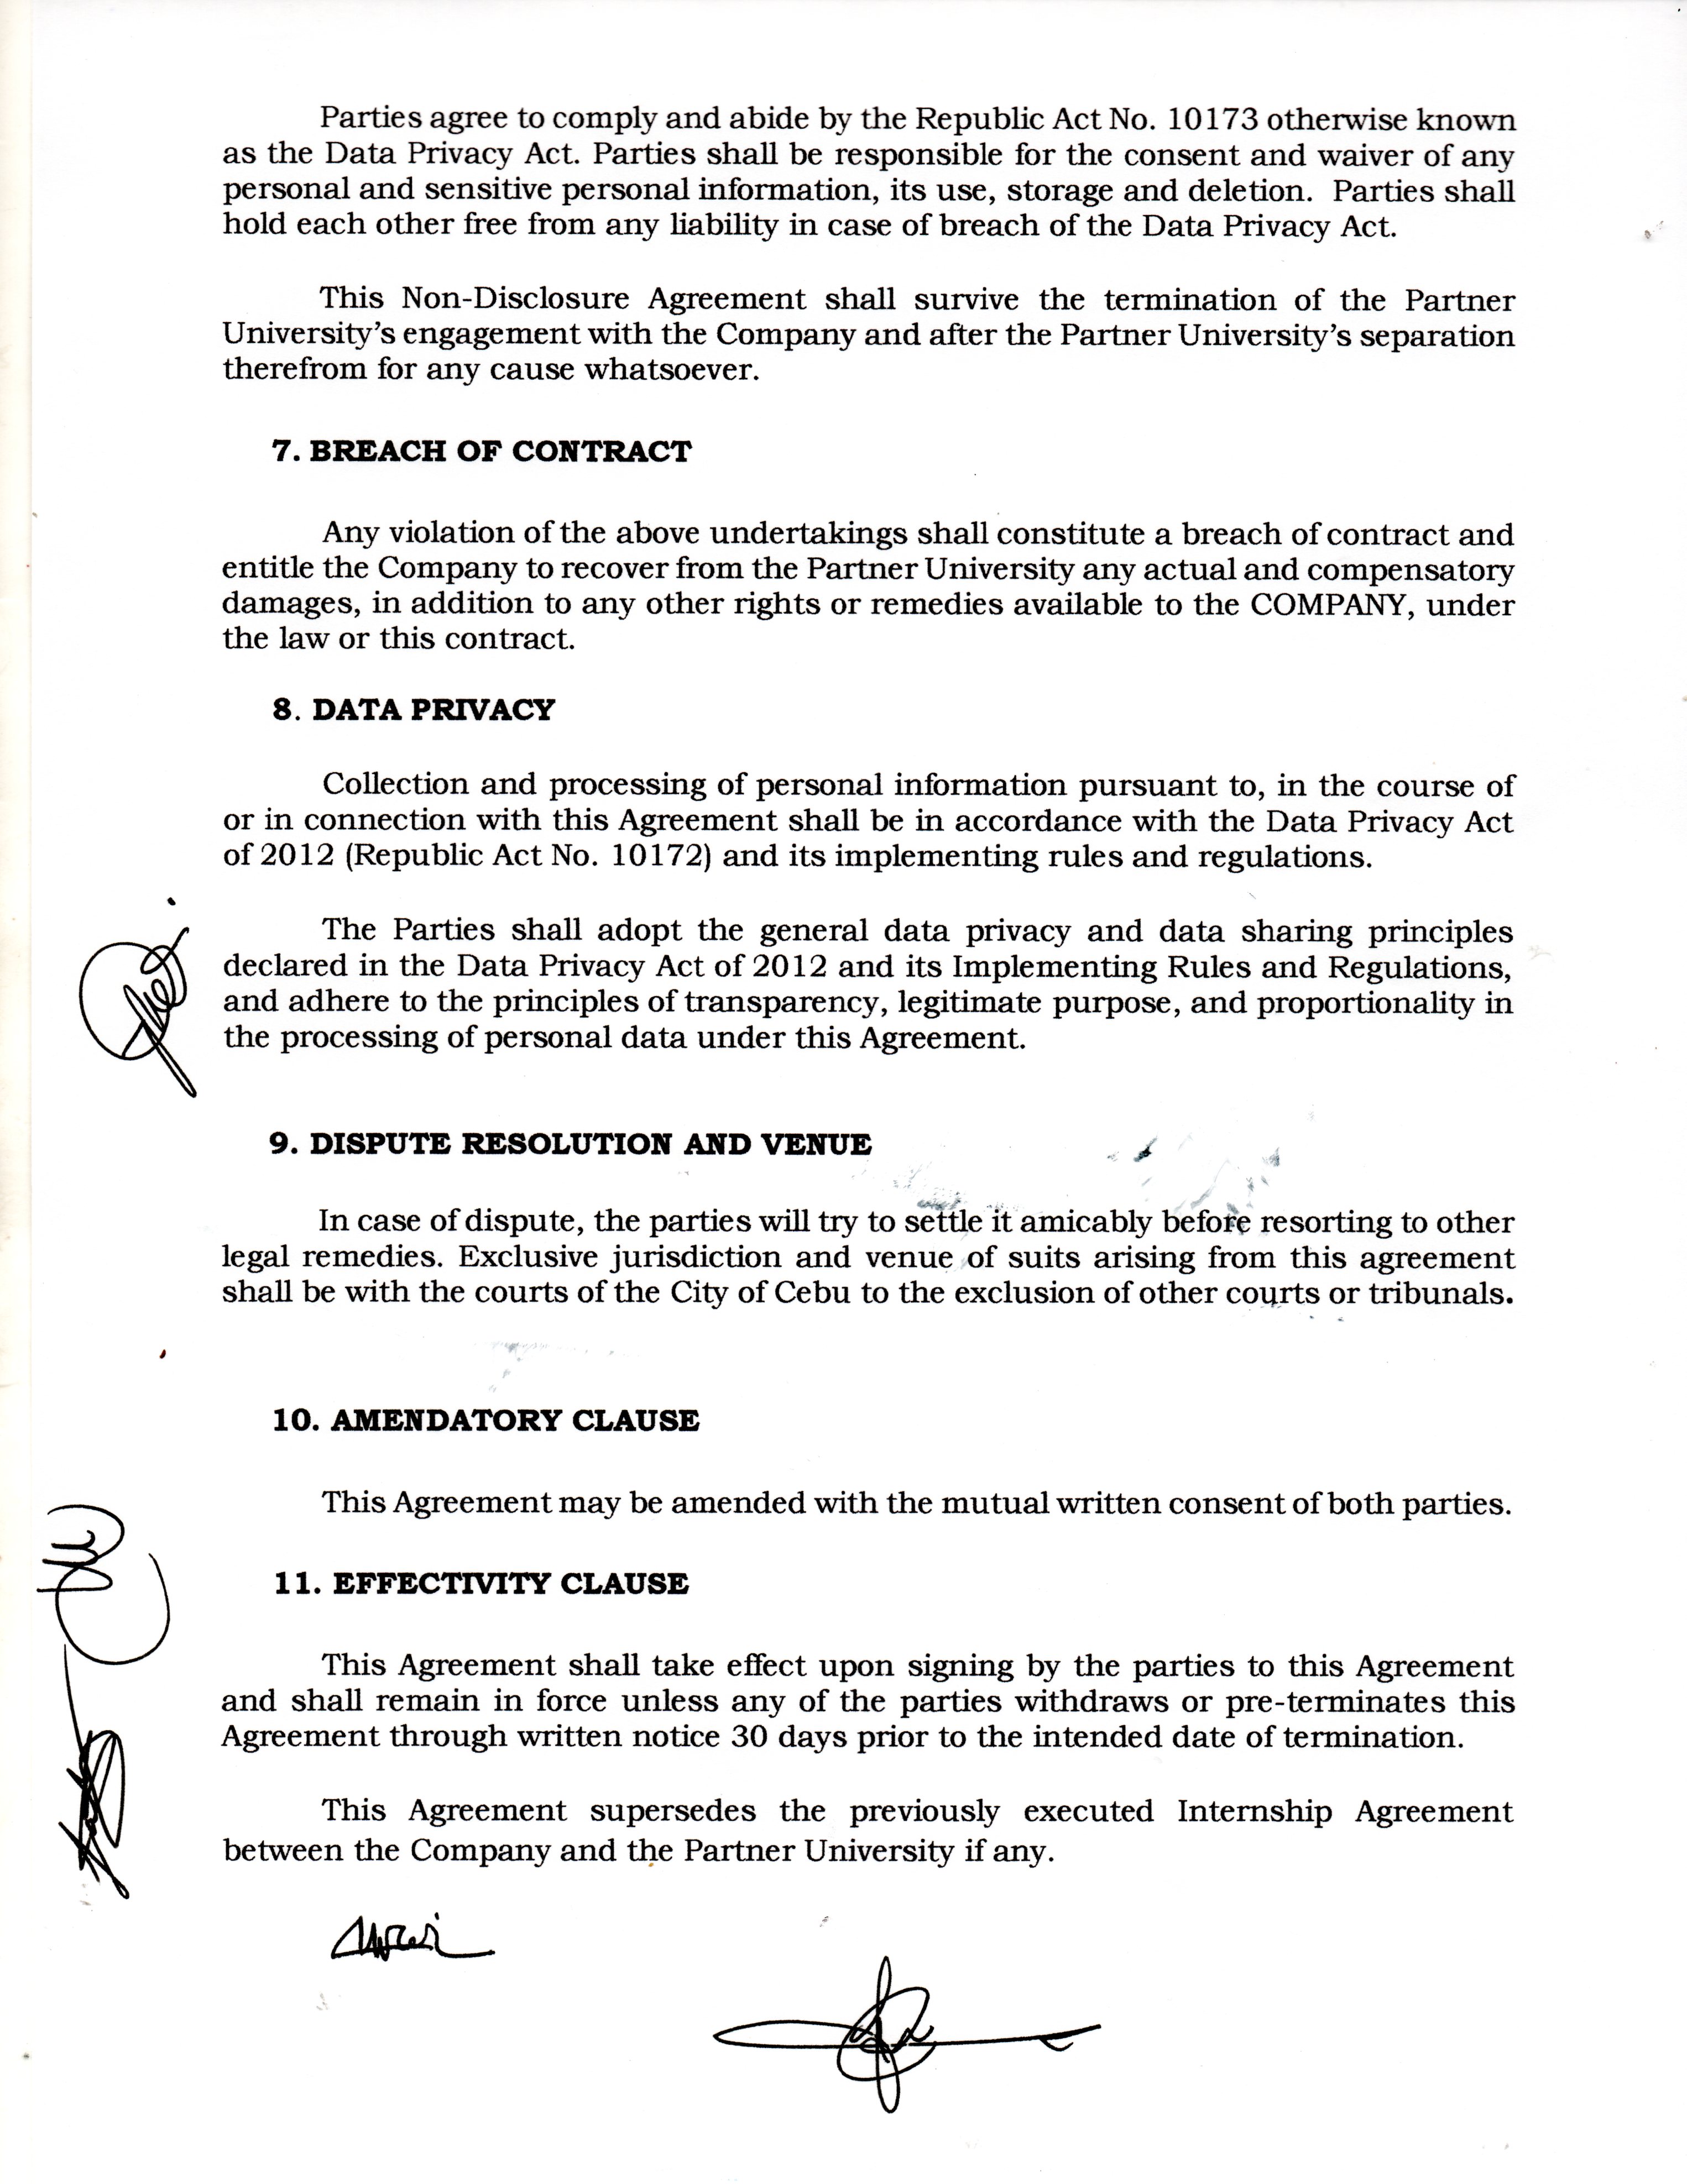 Parties agree to comply and abide by the Republic Act No. 10173 otherwise known
as the Data Privacy Act. Parties shall be responsible for the consent and waiver of any
personal and sensitive personal information, its use, storage and deletion. Parties shall
hold each other free from any liability in case of breach of the Data Privacy Act.
This Non-Disclosure Agreement shall survive the termination of the Partner
University's engagement with the Company and after the Partner University's separation
therefrom for any cause whatsoever.
7. BREACH OF CONTRACT
Any violation of the above undertakings shall constitute a breach of contract and
entitle the Company to recover from the Partner University any actual and compensatory
damages, in addition to any other rights or remedies available to the COMPANY, under
the law or this contract.
8. DATA PRIVACY
Collection and processing of personal information pursuant to, in the course of
or in connection with this Agreement shall be in accordance with the Data Privacy Act
of 2012 (Republic Act No. 10172) and its implementing rules and regulations.
The Parties shall adopt the general data privacy and data sharing principles
declared in the Data Privacy Act of 2012 and its Implementing Rules and Regulations,
and adhere to the principles of transparency, legitimate purpose, and proportionality in
the processing of personal data under this Agreement.
9. DISPUTE RESOLUTION AND VENUE
In case of dispute, the parties will try to settle it amicably before resorting to other
legal remedies. Exclusive jurisdiction and venue of suits arising from this agreement
shall be with the courts of the City of Cebu to the exclusion of other courts or tribunals.
10. AMENDATORY CLAUSE
This Agreement may be amended with the mutual written consent of both parties.
11. EFFECTIVITY CLAUSE
This Agreement shall take effect upon signing by the parties to this Agreement
and shall remain in force unless any of the parties withdraws or pre-terminates this
Agreement through written notice 30 days prior to the intended date of termination.
This Agreement supersedes the previously executed Internship Agreement
between the Company and the Partner University if any.